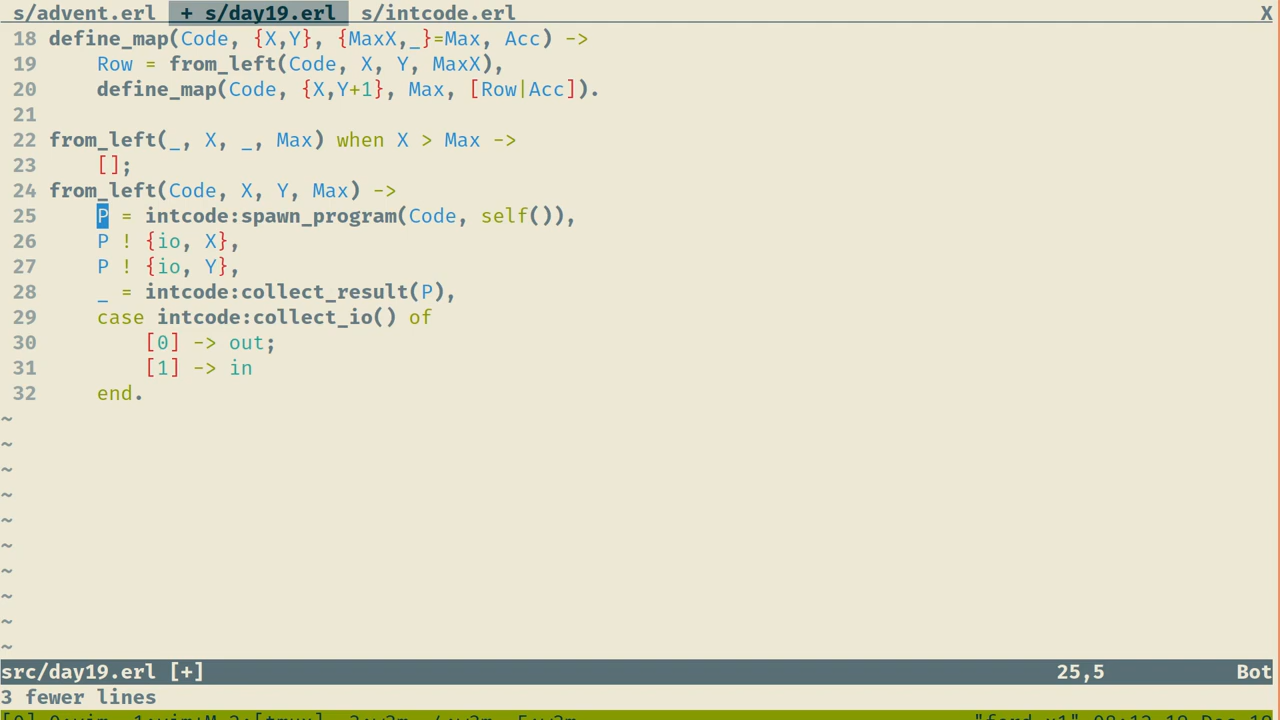 s/advent.erl + s/day19.erl s/intcode.erl X
18 define_map(Code, {X,Y}, {MaxX,_}=Max, Acc) ->
19     Row = from_left(Code, X, Y, MaxX),
20     define_map(Code, {X,Y+1}, Max, [Row|Acc]).
21
22 from_left(_, X, _, Max) when X > Max ->
23     [];
24 from_left(Code, X, Y, Max) ->
25     P = intcode:spawn_program(Code, self()),
26     P ! {io, X},
27     P ! {io, Y},
28     _ = intcode:collect_result(P),
29     case intcode:collect_io() of
30         [0] -> out;
31         [1] -> in
32     end.
~
~
~
~
~
~
~
~
~
~
src/day19.erl [+] 25,5 Bot
3 fewer lines